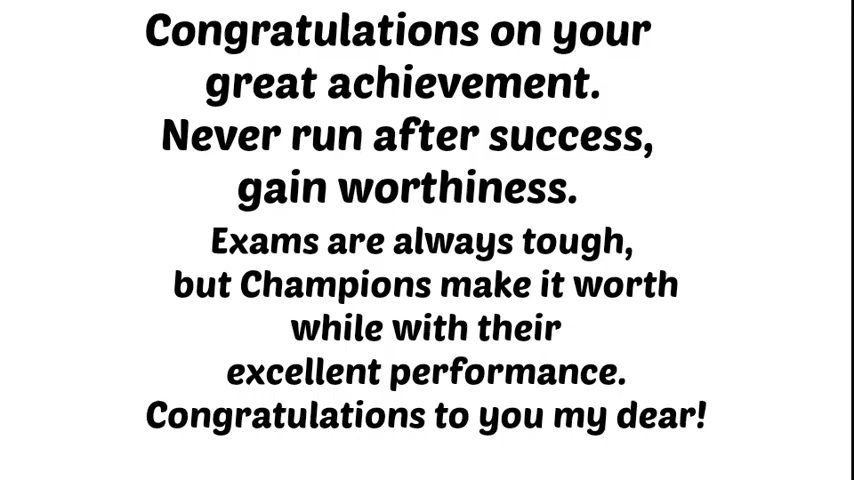 Congratulations on your
great achievement.
Never run after success,
gain worthiness.
Exams are always tough,
but Champions make it worth
while with their
excellent performance.
Congratulations to you my dear!